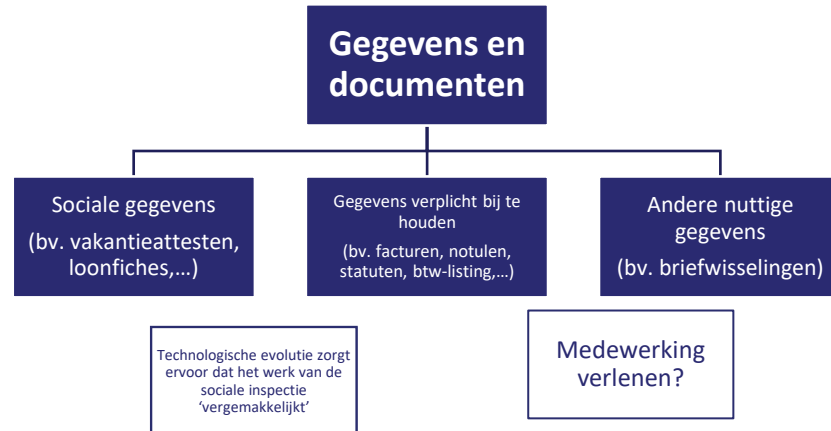 Gegevens en
documenten
Sociale gegevens
(bv. vakantieattesten,
loonfiches,...)
Gegevens verplicht bij te
houden
(bv. facturen, notulen,
statuten, btw-listing,...)
Andere nuttige
gegevens
(bv. briefwisselingen)
Technologische evolutie zorgt
ervoor dat het werk van de
sociale inspectie
‘vergemakkelijkt’
Medewerking
verlenen?